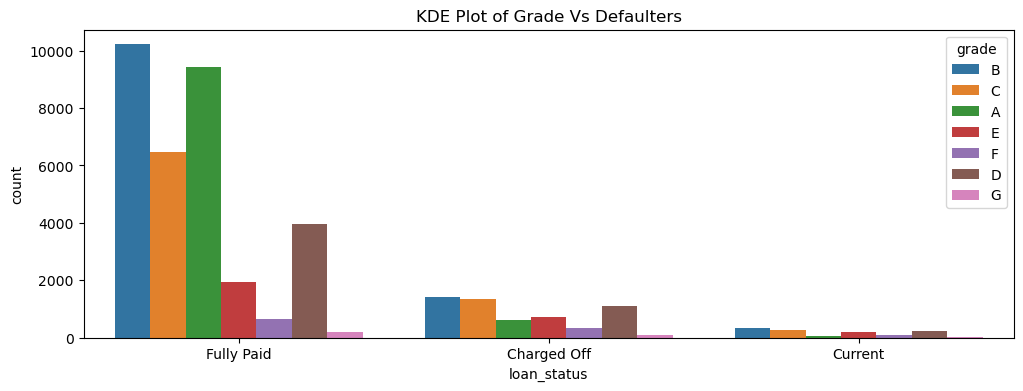 KDE Plot of Grade Vs Defaulters
count
10000
8000
6000
4000
2000
0
grade
B
C
A
E
F
D
G
Fully Paid
Charged Off
Current
loan_status